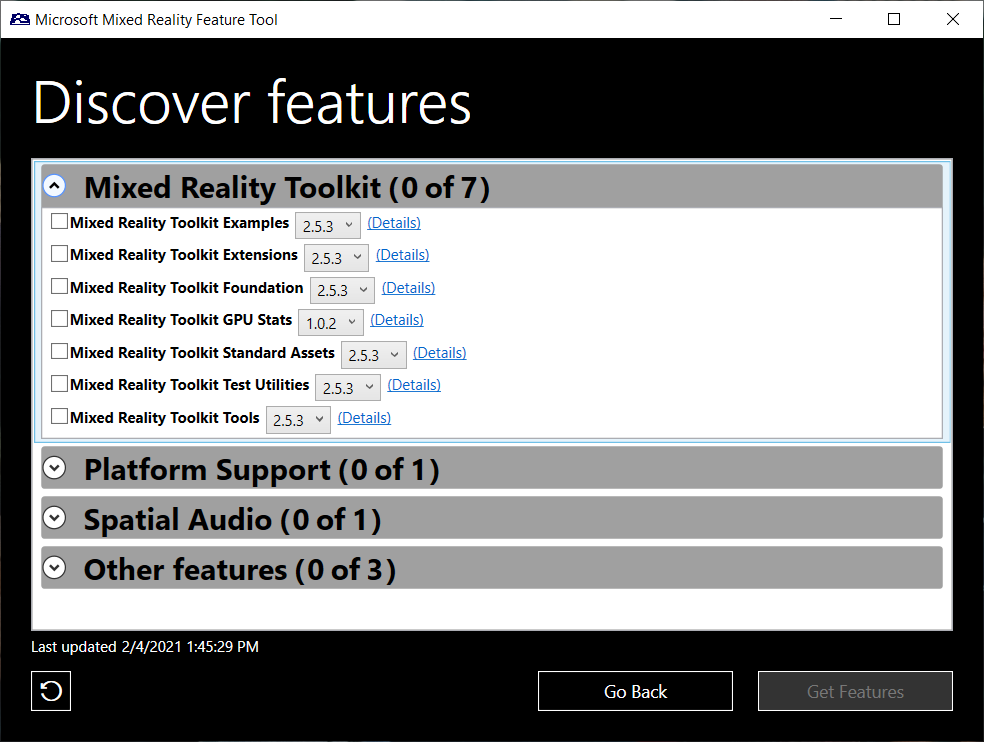 Microsoft Mixed Reality Feature Tool
Discover features
Mixed Reality Toolkit (0 of 7)
Mixed Reality Toolkit Examples 2.5.3 (Details)
Mixed Reality Toolkit Extensions 2.5.3 (Details)
Mixed Reality Toolkit Foundation 2.5.3 (Details)
Mixed Reality Toolkit GPU Stats 1.0.2 (Details)
Mixed Reality Toolkit Standard Assets 2.5.3 (Details)
Mixed Reality Toolkit Test Utilities 2.5.3 (Details)
Mixed Reality Toolkit Tools 2.5.3 (Details)
Platform Support (0 of 1)
Spatial Audio (0 of 1)
Other features (0 of 3)
Last updated 2/4/2021 1:45:29 PM
Go Back Get Features